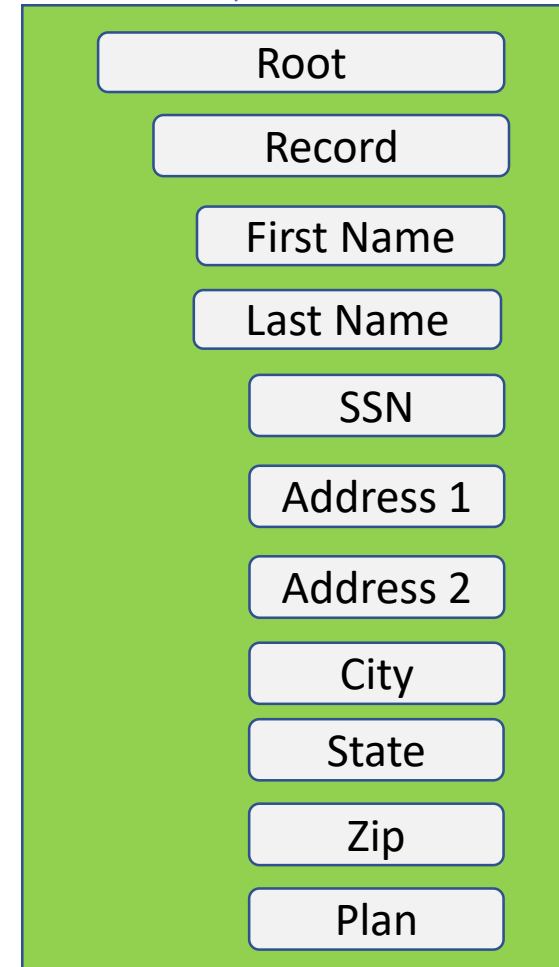 Root
Record
First Name
Last Name
SSN
Address 1
Address 2
City
State
Zip
Plan